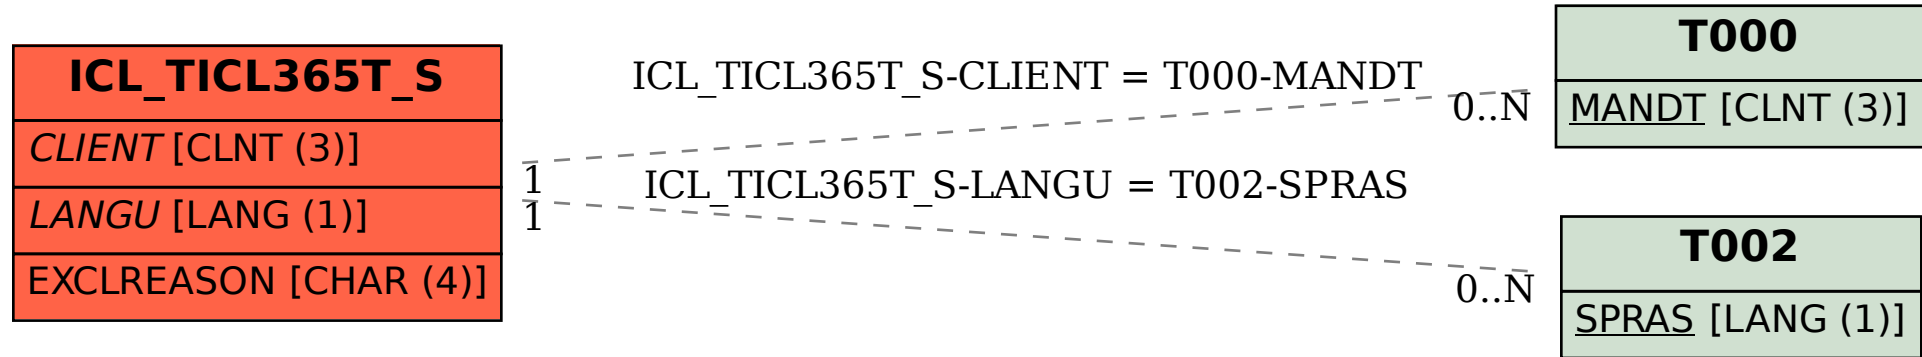 ICL_TICL365T_S
CLIENT [CLNT (3)]
LANGU [LANG (1)]
EXCLREASON [CHAR (4)]
ICL_TICL365T_S-CLIENT = T000-MANDT
0..N
1
ICL_TICL365T_S-LANGU = T002-SPRAS
1
0..N
T000
MANDT [CLNT (3)]
T002
SPRAS [LANG (1)]